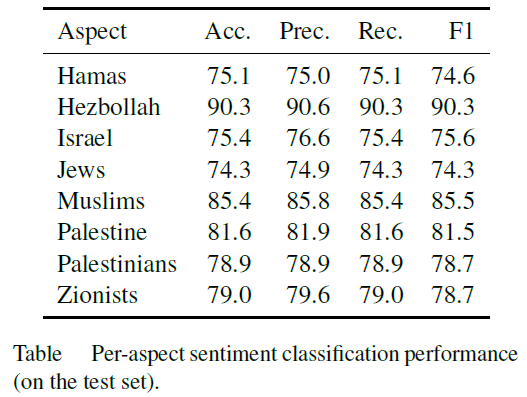 Aspect Acc. Prec. Rec. F1
Hamas 75.1 75.0 75.1 74.6
Hezbollah 90.3 90.6 90.3 90.3
Israel 75.4 76.6 75.4 75.6
Jews 74.3 74.9 74.3 74.3
Muslims 85.4 85.8 85.4 85.5
Palestine 81.6 81.9 81.6 81.5
Palestinians 78.9 78.9 78.9 78.7
Zionists 79.0 79.6 79.0 78.7
Table Per-aspect sentiment classification performance
(on the test set).